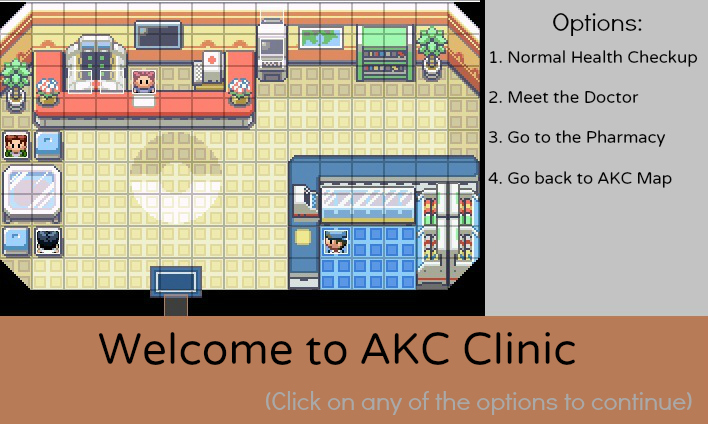 Options:
1. Normal Health Checkup
2. Meet the Doctor
3. Go to the Pharmacy
4. Go back to AKC Map
Welcome to AKC Clinic
(Click on any of the options to continue)